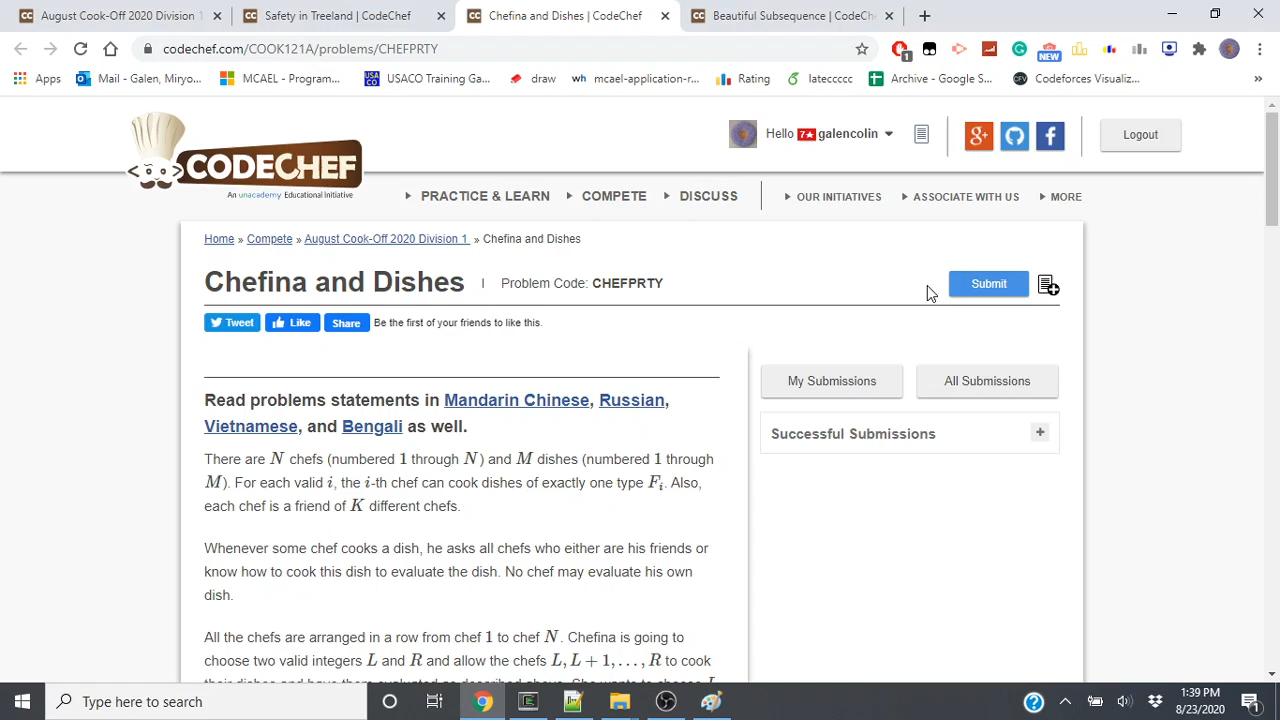 August Cook-Off 2020 Division 1
Safety in Treeland | CodeChef
Chefina and Dishes | CodeChef
Beautiful Subsequence | CodeChe
codechef.com/COOK121A/problems/CHEFPRTY
1
NEW
Apps
Mail - Galen, Miryo...
MCAEL - Program...
USACO
USACO Training Ga...
draw
wh
mcael-application-r...
Rating
lateccccc
Archive - Google S...
CFV
Codeforces Visualiz...
»
CODECHEF
An unacademy Educational Initiative
Hello 7★ galencolin
g+
f
Logout
PRACTICE & LEARN
COMPETE
DISCUSS
OUR INITIATIVES
ASSOCIATE WITH US
MORE
Home » Compete » August Cook-Off 2020 Division 1 » Chefina and Dishes
Chefina and Dishes | Problem Code: CHEFPRTY
Submit
Tweet
Like
Share
Be the first of your friends to like this.
My Submissions
All Submissions
Successful Submissions
+
Read problems statements in Mandarin Chinese, Russian,
Vietnamese, and Bengali as well.
There are N chefs (numbered 1 through N) and M dishes (numbered 1 through
M). For each valid i, the i-th chef can cook dishes of exactly one type Fi. Also,
each chef is a friend of K different chefs.
Whenever some chef cooks a dish, he asks all chefs who either are his friends or
know how to cook this dish to evaluate the dish. No chef may evaluate his own
dish.
All the chefs are arranged in a row from chef 1 to chef N. Chefina is going to
choose two valid integers L and R and allow the chefs L, L + 1, . . . , R to cook
Type here to search
1:39 PM
8/23/2020
1